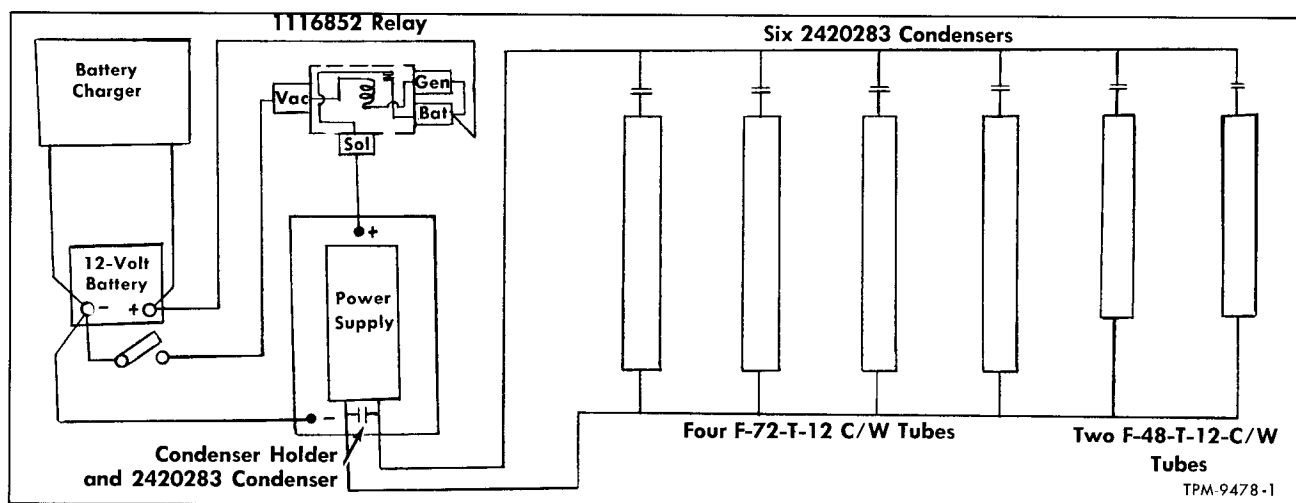 1116852 Relay
Six 2420283 Condensers
Battery
Charger
Vac
Gen
Bat
Sol
+
12-Volt
Battery
- +
Power
Supply
-
Condenser Holder
and 2420283 Condenser
Four F-72-T-12 C/W Tubes
Two F-48-T-12-C/W
Tubes
TPM-9478-1